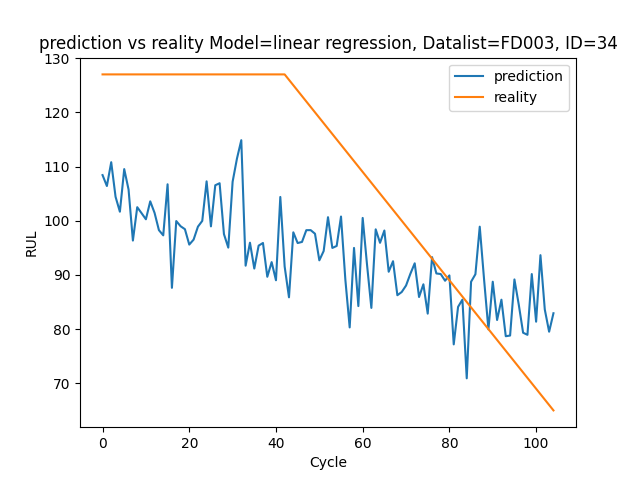 prediction vs reality Model=linear regression, Datalist=FD003, ID=34
prediction
reality
130
120
110
100
90
80
70
RUL
0
20
40
60
80
100
Cycle